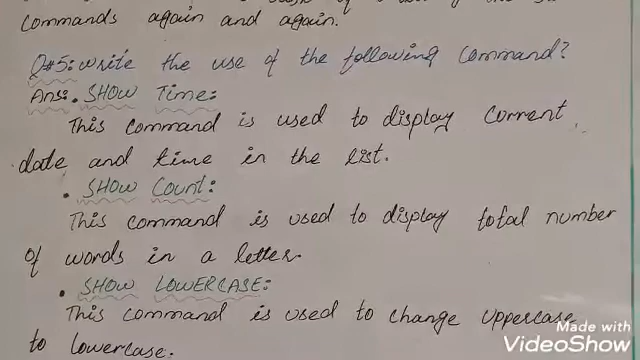 commands again and again.
Q#5: Write the use of the following command?
Ans: • SHOW Time:
This command is used to display current
date and time in the list.
• SHOW Count:
This command is used to display total number
of words in a letter.
• SHOW LOWERCASE:
This command is used to change uppercase
to lowercase.
Made with
VideoShow